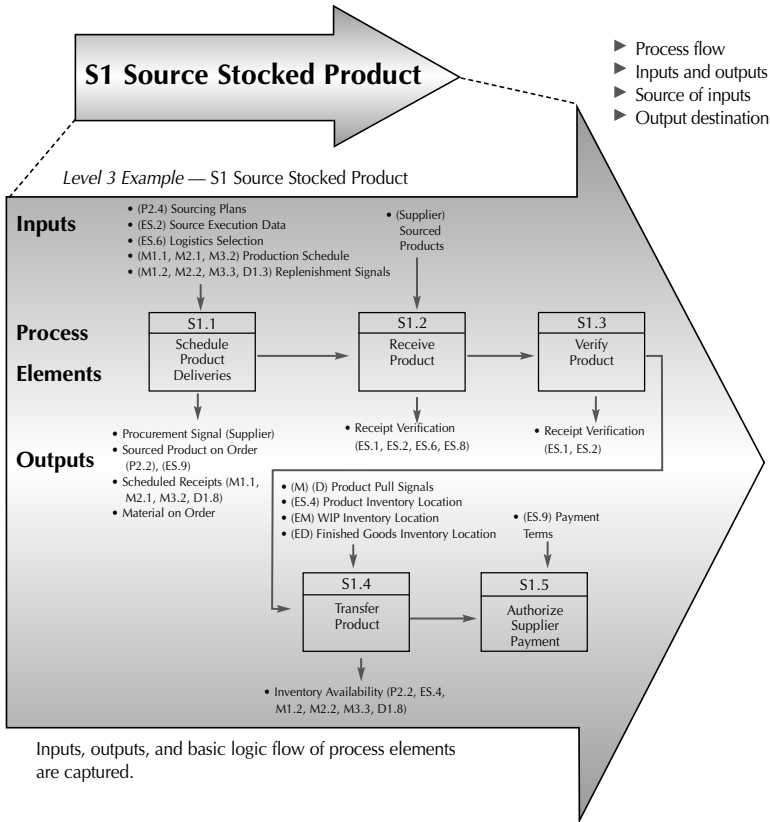 S1 Source Stocked Product
▶ Process flow
▶ Inputs and outputs
▶ Source of inputs
▶ Output destination
Level 3 Example — S1 Source Stocked Product
Inputs
• (P2.4) Sourcing Plans
• (ES.2) Source Execution Data
• (ES.6) Logistics Selection
• (M1.1, M2.1, M3.2) Production Schedule
• (M1.2, M2.2, M3.3, D1.3) Replenishment Signals
• (Supplier)
Sourced
Products
Process
Elements
S1.1
Schedule
Product
Deliveries
S1.2
Receive
Product
S1.3
Verify
Product
Outputs
• Procurement Signal (Supplier)
• Sourced Product on Order
(P2.2), (ES.9)
• Scheduled Receipts (M1.1,
M2.1, M3.2, D1.8)
• Material on Order
• Receipt Verification
(ES.1, ES.2, ES.6, ES.8)
• Receipt Verification
(ES.1, ES.2)
• (M) (D) Product Pull Signals
• (ES.4) Product Inventory Location
• (EM) WIP Inventory Location
• (ED) Finished Goods Inventory Location
• (ES.9) Payment
Terms
S1.4
Transfer
Product
S1.5
Authorize
Supplier
Payment
• Inventory Availability (P2.2, ES.4,
M1.2, M2.2, M3.3, D1.8)
Inputs, outputs, and basic logic flow of process elements
are captured.